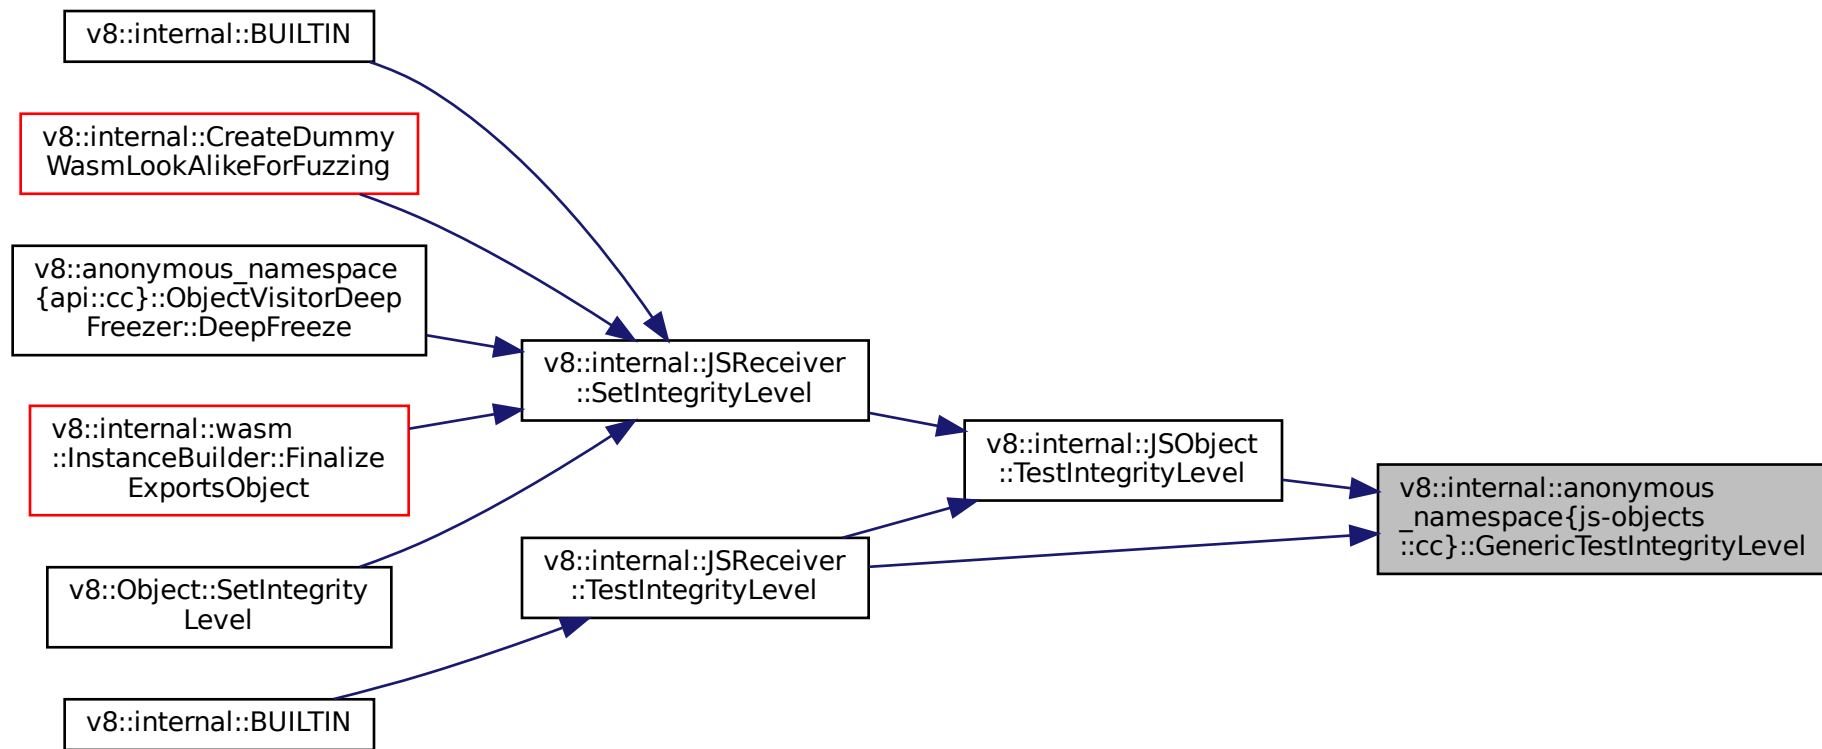 v8::internal::BUILTIN
v8::internal::CreateDummy
WasmLookAlikeForFuzzing
v8::anonymous_namespace
{api::cc}::ObjectVisitorDeep
Freezer::DeepFreeze
v8::internal::wasm
::InstanceBuilder::Finalize
ExportsObject
v8::Object::SetIntegrity
Level
v8::internal::BUILTIN
v8::internal::JSReceiver
::SetIntegrityLevel
v8::internal::JSReceiver
::TestIntegrityLevel
v8::internal::JSObject
::TestIntegrityLevel
v8::internal::anonymous
_namespace{js-objects
::cc}::GenericTestIntegrityLevel